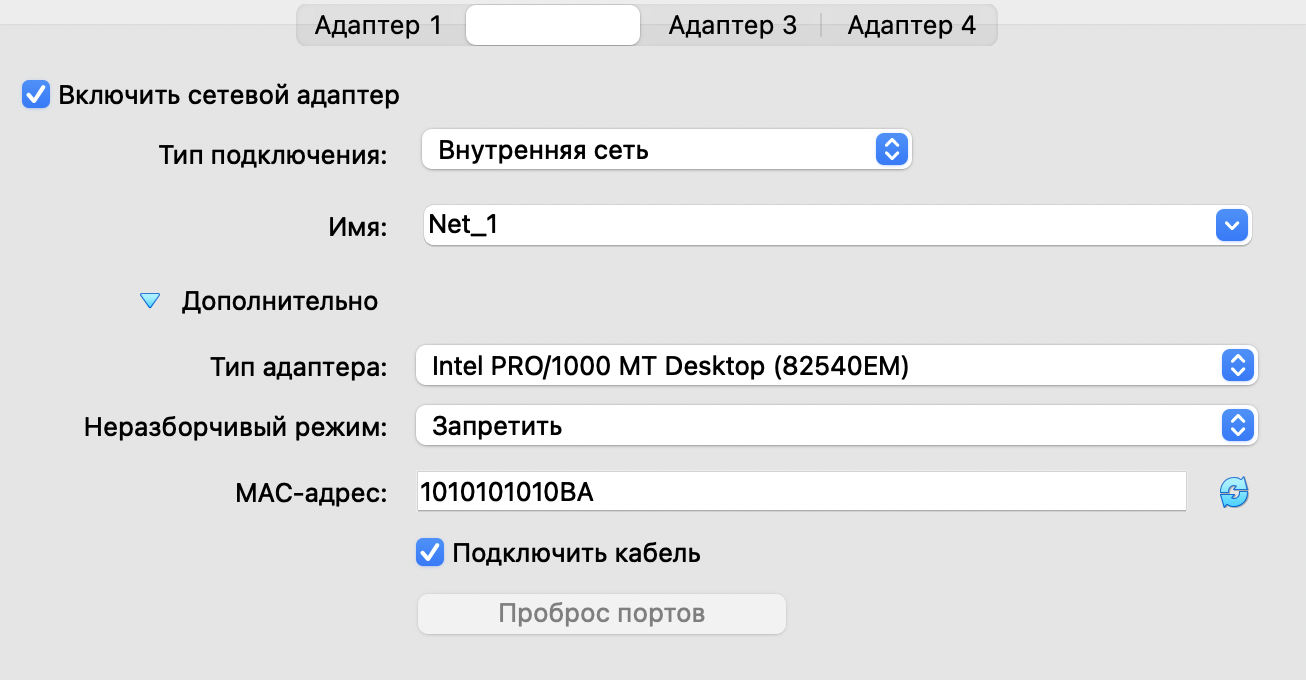 Адаптер 1 Адаптер 3 Адаптер 4
Включить сетевой адаптер
Тип подключения: Внутренняя сеть
Имя: Net_1
Дополнительно
Тип адаптера: Intel PRO/1000 MT Desktop (82540EM)
Неразборчивый режим: Запретить
MAC-адрес: 1010101010BA
Подключить кабель
Проброс портов